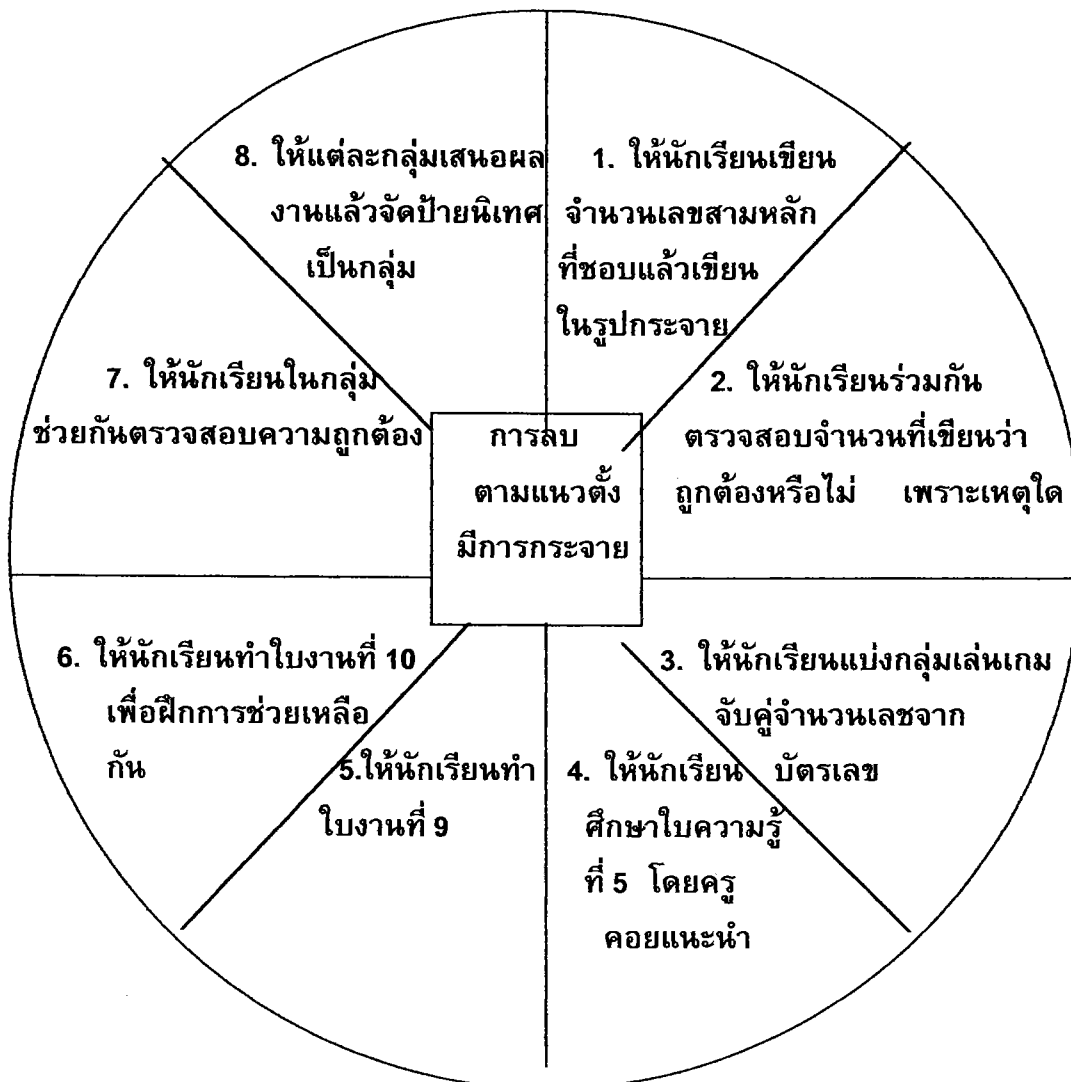 8. ให้แต่ละกลุ่มเสนอผล
งานแล้วจัดป้ายนิเทศ
เป็นกลุ่ม
1. ให้นักเรียนเขียน
จำนวนเลขสามหลัก
ที่ชอบแล้วเขียน
ในรูปกระจาย
7. ให้นักเรียนในกลุ่ม
ช่วยกันตรวจสอบความถูกต้อง
2. ให้นักเรียนร่วมกัน
ตรวจสอบจำนวนที่เขียนว่า
ถูกต้องหรือไม่ เพราะเหตุใด
การลบ
ตามแนวตั้ง
มีการกระจาย
6. ให้นักเรียนทำใบงานที่ 10
เพื่อฝึกการช่วยเหลือ
กัน
3. ให้นักเรียนแบ่งกลุ่มเล่นเกม
จับคู่จำนวนเลชจาก
บัตรเลข
5.ให้นักเรียนทำ
ใบงานที่ 9
4. ให้นักเรียน
ศึกษาใบความรู้
ที่ 5 โดยครู
คอยแนะนำ